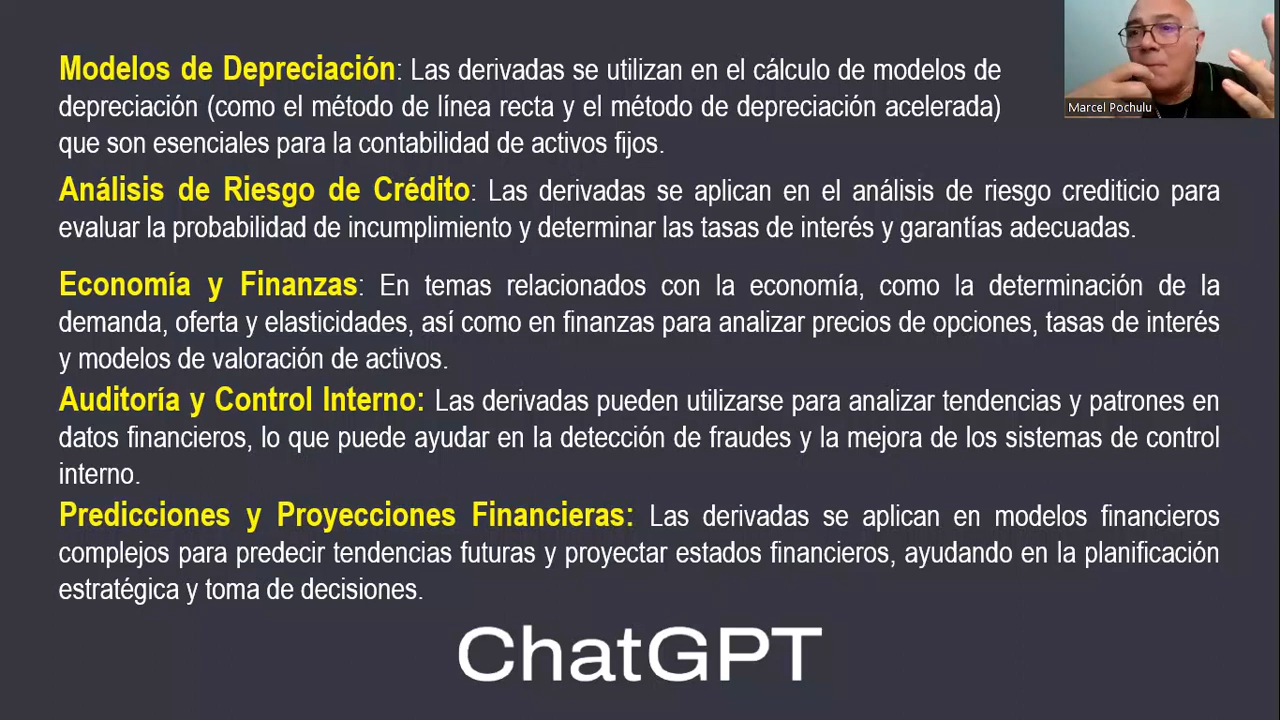 Modelos de Depreciación: Las derivadas se utilizan en el cálculo de modelos de
depreciación (como el método de línea recta y el método de depreciación acelerada)
que son esenciales para la contabilidad de activos fijos.
Marcel Pochulu
Análisis de Riesgo de Crédito: Las derivadas se aplican en el análisis de riesgo crediticio para
evaluar la probabilidad de incumplimiento y determinar las tasas de interés y garantías adecuadas.
Economía y Finanzas: En temas relacionados con la economía, como la determinación de la
demanda, oferta y elasticidades, así como en finanzas para analizar precios de opciones, tasas de interés
y modelos de valoración de activos.
Auditoría y Control Interno: Las derivadas pueden utilizarse para analizar tendencias y patrones en
datos financieros, lo que puede ayudar en la detección de fraudes y la mejora de los sistemas de control
interno.
Predicciones y Proyecciones Financieras: Las derivadas se aplican en modelos financieros
complejos para predecir tendencias futuras y proyectar estados financieros, ayudando en la planificación
estratégica y toma de decisiones.
ChatGPT